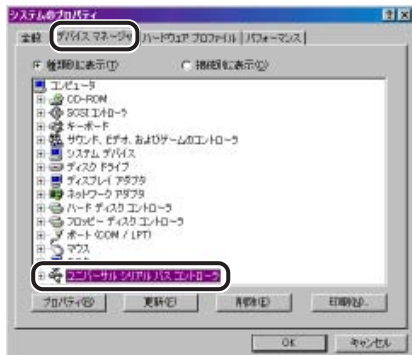 システムのプロパティ
全般 デバイス マネージャ ハードウェア プロファイル パフォーマンス
種類別に表示(T) 接続別に表示(C)
コンピュータ
CD-ROM
SCSI コントローラ
キーボード
サウンド、ビデオ、およびゲームのコントローラ
システム デバイス
ディスク ドライブ
ディスプレイ アダプタ
ネットワーク アダプタ
ハード ディスク コントローラ
フロッピー ディスク コントローラ
ポート (COM / LPT)
マウス
ユニバーサル シリアル バス コントローラ
プロパティ(R) 更新(F) 削除(E) 印刷(N)...
OK キャンセル